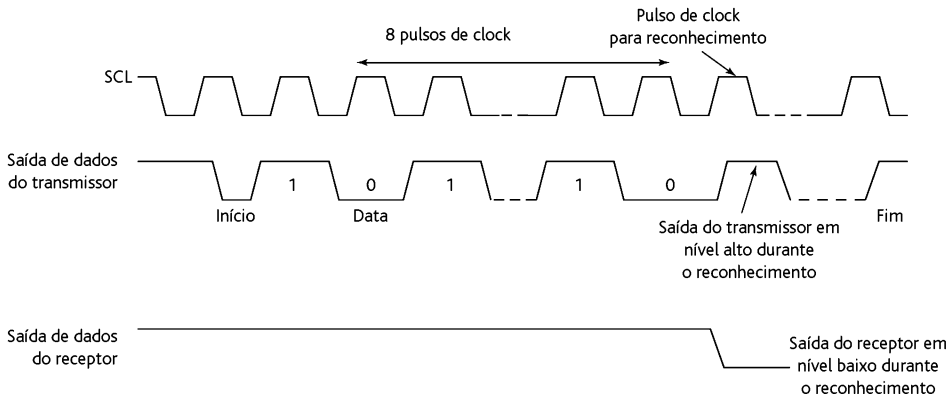 Pulso de clock
para reconhecimento
8 pulsos de clock
SCL
Saída de dados
do transmissor
1 0 1 1 0
Início Data Fim
Saída do transmissor em
nível alto durante
o reconhecimento
Saída de dados
do receptor
Saída do receptor em
nível baixo durante
o reconhecimento